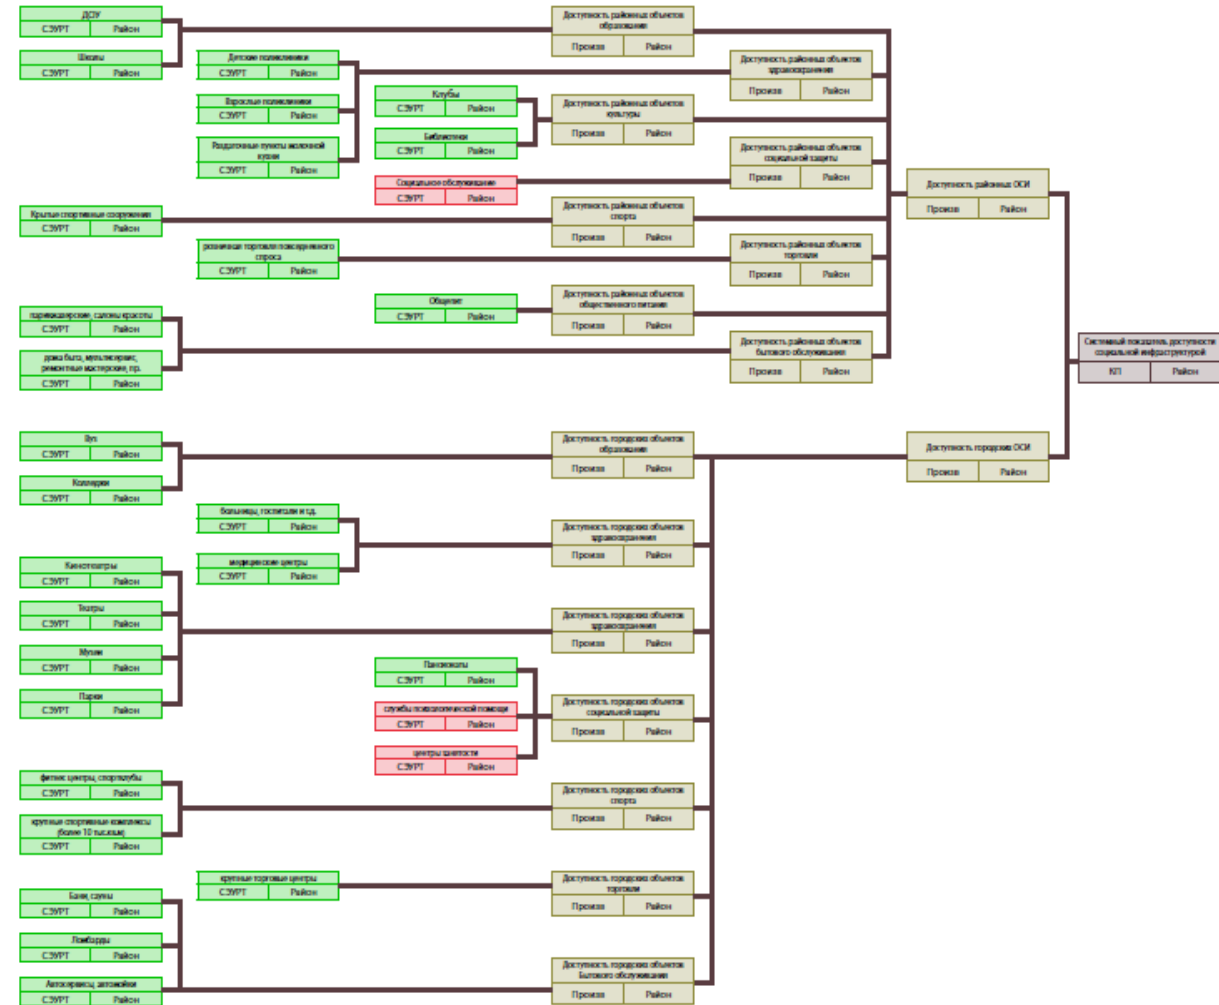 ДОУ
СЭУРТ Район
Школы
СЭУРТ Район
Детские поликлиники
СЭУРТ Район
Взрослые поликлиники
СЭУРТ Район
Раздаточные пункты молочной
кухни
СЭУРТ Район
Клубы
СЭУРТ Район
Библиотеки
СЭУРТ Район
Социальное обслуживание
СЭУРТ Район
Крытые спортивные сооружения
СЭУРТ Район
розничная торговля повседневного
спроса
СЭУРТ Район
Общепит
СЭУРТ Район
парикмахерские, салоны красоты
СЭУРТ Район
дома быта, мультисервис,
ремонтные мастерские, пр.
СЭУРТ Район
Доступность районных объектов
образования
Произв Район
Доступность районных объектов
здравоохранения
Произв Район
Доступность районных объектов
культуры
Произв Район
Доступность районных объектов
социальной защиты
Произв Район
Доступность районных объектов
спорта
Произв Район
Доступность районных объектов
торговли
Произв Район
Доступность районных объектов
общественного питания
Произв Район
Доступность районных объектов
бытового обслуживания
Произв Район
Доступность районных ОСИ
Произв Район
Системный показатель доступности
социальной инфраструктурой
КП Район
Вуз
СЭУРТ Район
Колледжи
СЭУРТ Район
больницы, госпитали и т.д.
СЭУРТ Район
медицинские центры
СЭУРТ Район
Кинотеатры
СЭУРТ Район
Театры
СЭУРТ Район
Музеи
СЭУРТ Район
Парки
СЭУРТ Район
Пансионаты
СЭУРТ Район
службы психологической помощи
СЭУРТ Район
центры занятости
СЭУРТ Район
фитнес центры, спортклубы
СЭУРТ Район
крупные спортивные комплексы
(более 10 тыс.кв.м)
СЭУРТ Район
крупные торговые центры
СЭУРТ Район
Бани, сауны
СЭУРТ Район
Ломбарды
СЭУРТ Район
Автосервисы, автомойки
СЭУРТ Район
Доступность городских объектов
образования
Произв Район
Доступность городских объектов
здравоохранения
Произв Район
Доступность городских объектов
здравоохранения
Произв Район
Доступность городских объектов
социальной защиты
Произв Район
Доступность городских объектов
спорта
Произв Район
Доступность городских объектов
торговли
Произв Район
Доступность городских объектов
Бытового обслуживания
Произв Район
Доступность городских ОСИ
Произв Район